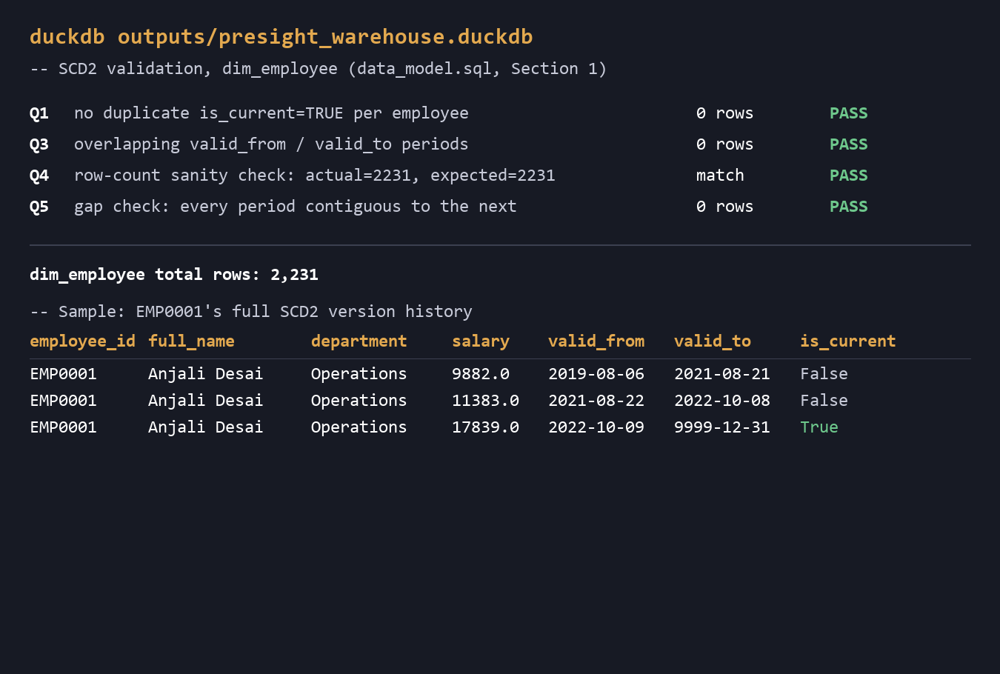 duckdb outputs/presight_warehouse.duckdb
-- SCD2 validation, dim_employee (data_model.sql, Section 1)
Q1 no duplicate is_current=TRUE per employee 0 rows PASS
Q3 overlapping valid_from / valid_to periods 0 rows PASS
Q4 row-count sanity check: actual=2231, expected=2231 match PASS
Q5 gap check: every period contiguous to the next 0 rows PASS
dim_employee total rows: 2,231
-- Sample: EMP0001's full SCD2 version history
employee_id full_name department salary valid_from valid_to is_current
EMP0001 Anjali Desai Operations 9882.0 2019-08-06 2021-08-21 False
EMP0001 Anjali Desai Operations 11383.0 2021-08-22 2022-10-08 False
EMP0001 Anjali Desai Operations 17839.0 2022-10-09 9999-12-31 True